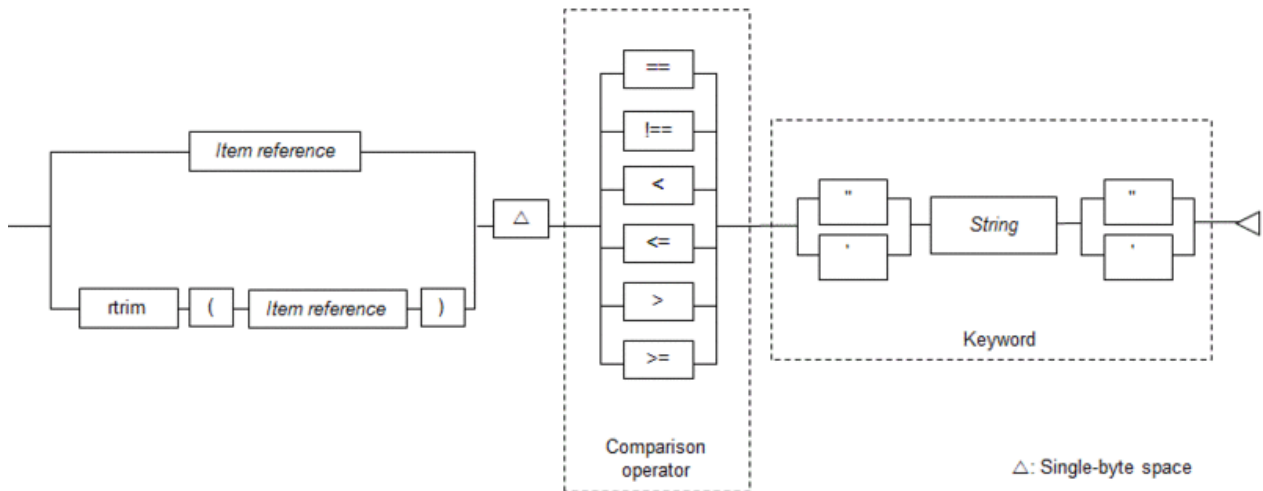 ==
!==
<
<=
>
>=
Item reference
△
rtrim ( Item reference )
" String "
' '
Keyword
Comparison
operator
△: Single-byte space